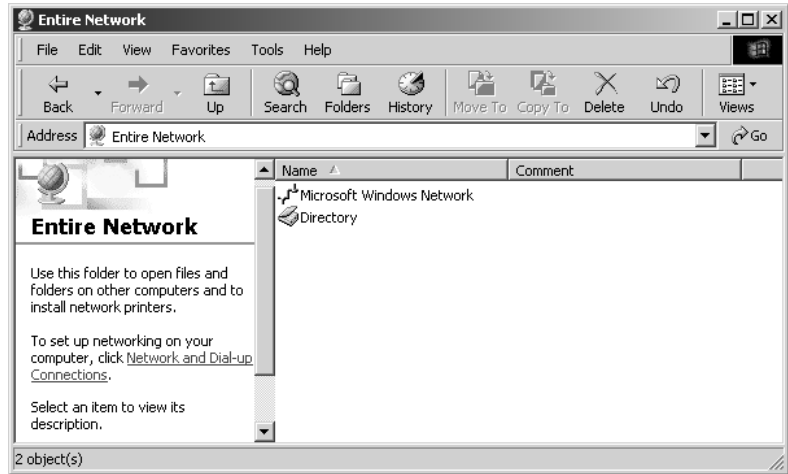 Entire Network
File Edit View Favorites Tools Help
Back Forward Up Search Folders History Move To Copy To Delete Undo Views
Address Entire Network Go
Name Comment
Microsoft Windows Network
Directory
Entire Network
Use this folder to open files and
folders on other computers and to
install network printers.
To set up networking on your
computer, click Network and Dial-up
Connections.
Select an item to view its
description.
2 object(s)